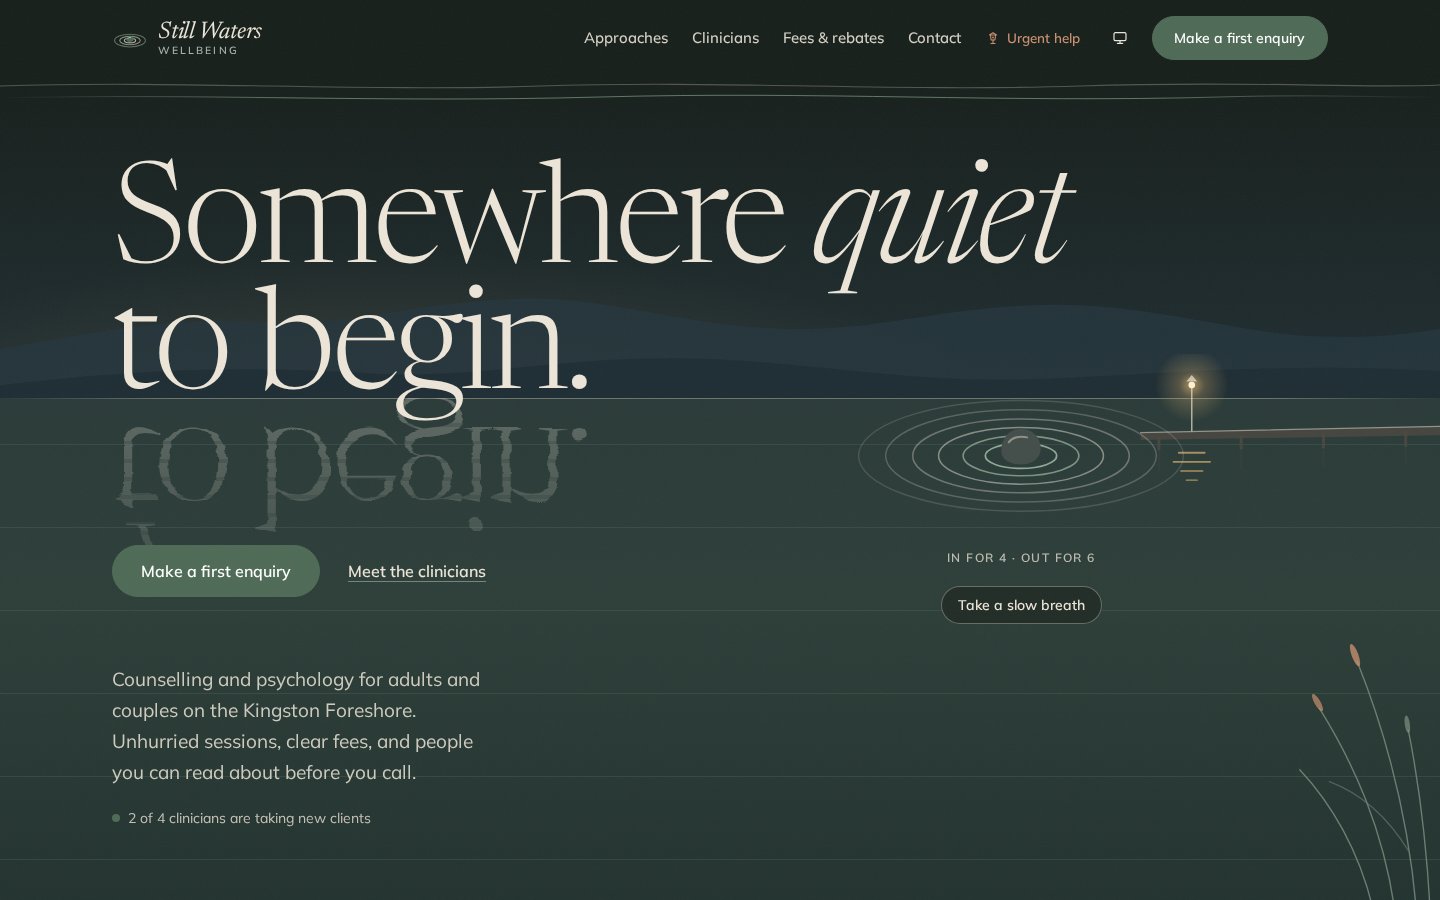 Still Waters
WELLBEING
Approaches
Clinicians
Fees & rebates
Contact
Urgent help
Make a first enquiry
Somewhere quiet
to begin.
to begin.
Make a first enquiry
Meet the clinicians
IN FOR 4 · OUT FOR 6
Take a slow breath
Counselling and psychology for adults and
couples on the Kingston Foreshore.
Unhurried sessions, clear fees, and people
you can read about before you call.
2 of 4 clinicians are taking new clients